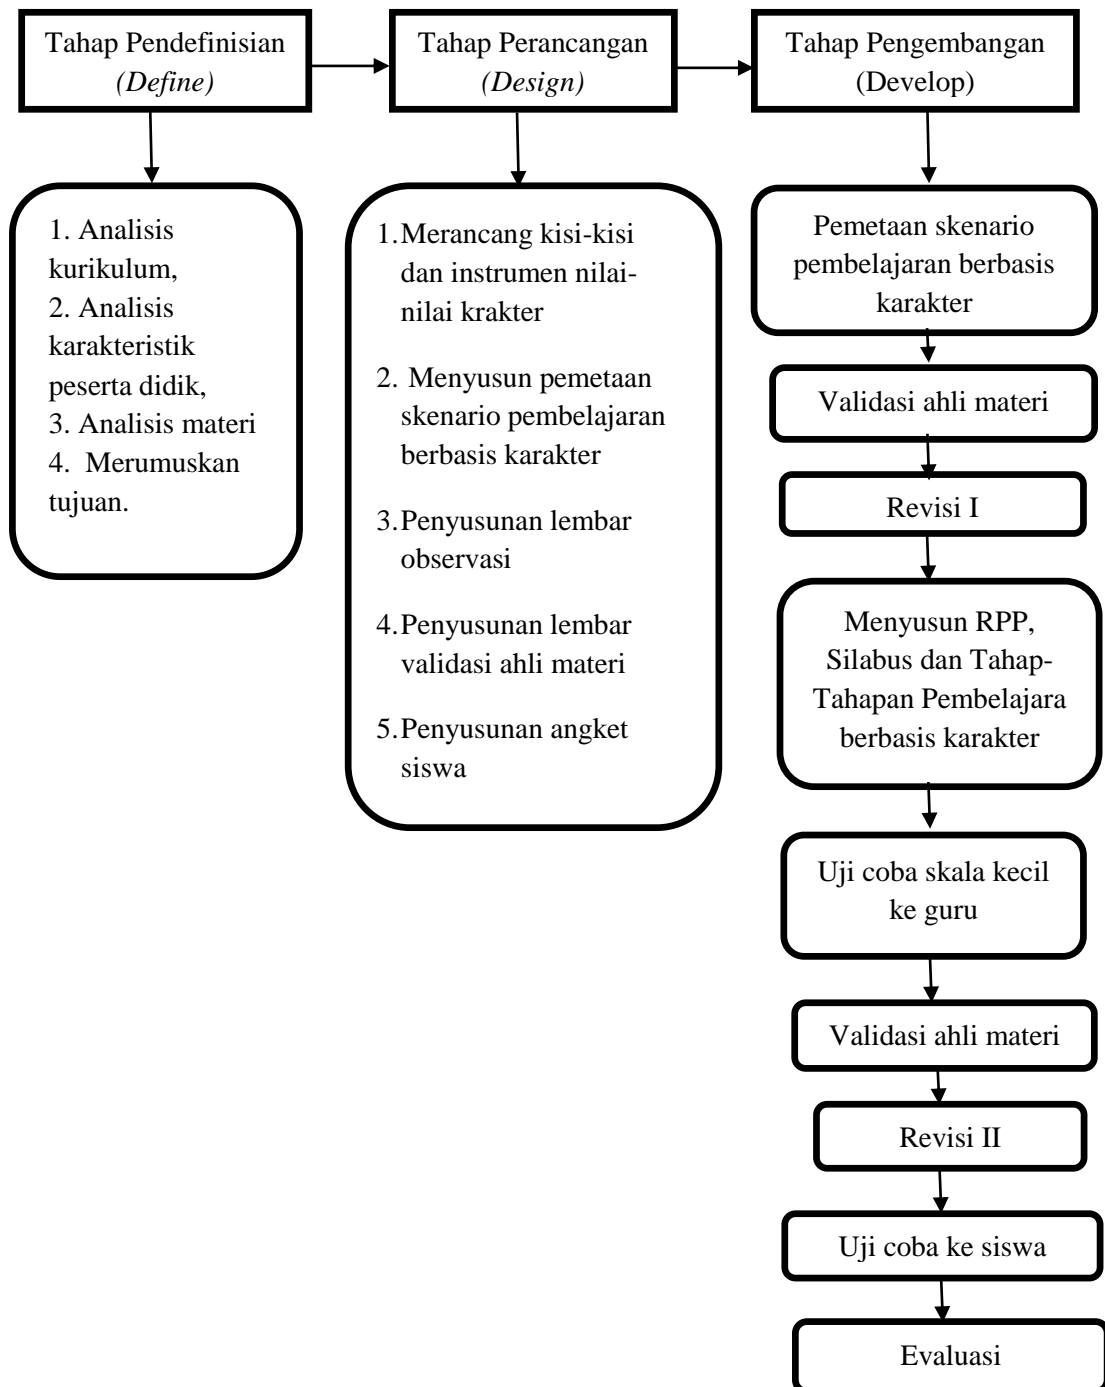 Tahap Pendefinisian
(Define)
Tahap Perancangan
(Design)
Tahap Pengembangan
(Develop)
1. Analisis
kurikulum,
2. Analisis
karakteristik
peserta didik,
3. Analisis materi
4. Merumuskan
tujuan.
1.Merancang kisi-kisi
dan instrumen nilai-
nilai krakter
2. Menyusun pemetaan
skenario pembelajaran
berbasis karakter
3.Penyusunan lembar
observasi
4.Penyusunan lembar
validasi ahli materi
5.Penyusunan angket
siswa
Pemetaan skenario
pembelajaran berbasis
karakter
Validasi ahli materi
Revisi I
Menyusun RPP,
Silabus dan Tahap-
Tahapan Pembelajara
berbasis karakter
Uji coba skala kecil
ke guru
Validasi ahli materi
Revisi II
Uji coba ke siswa
Evaluasi